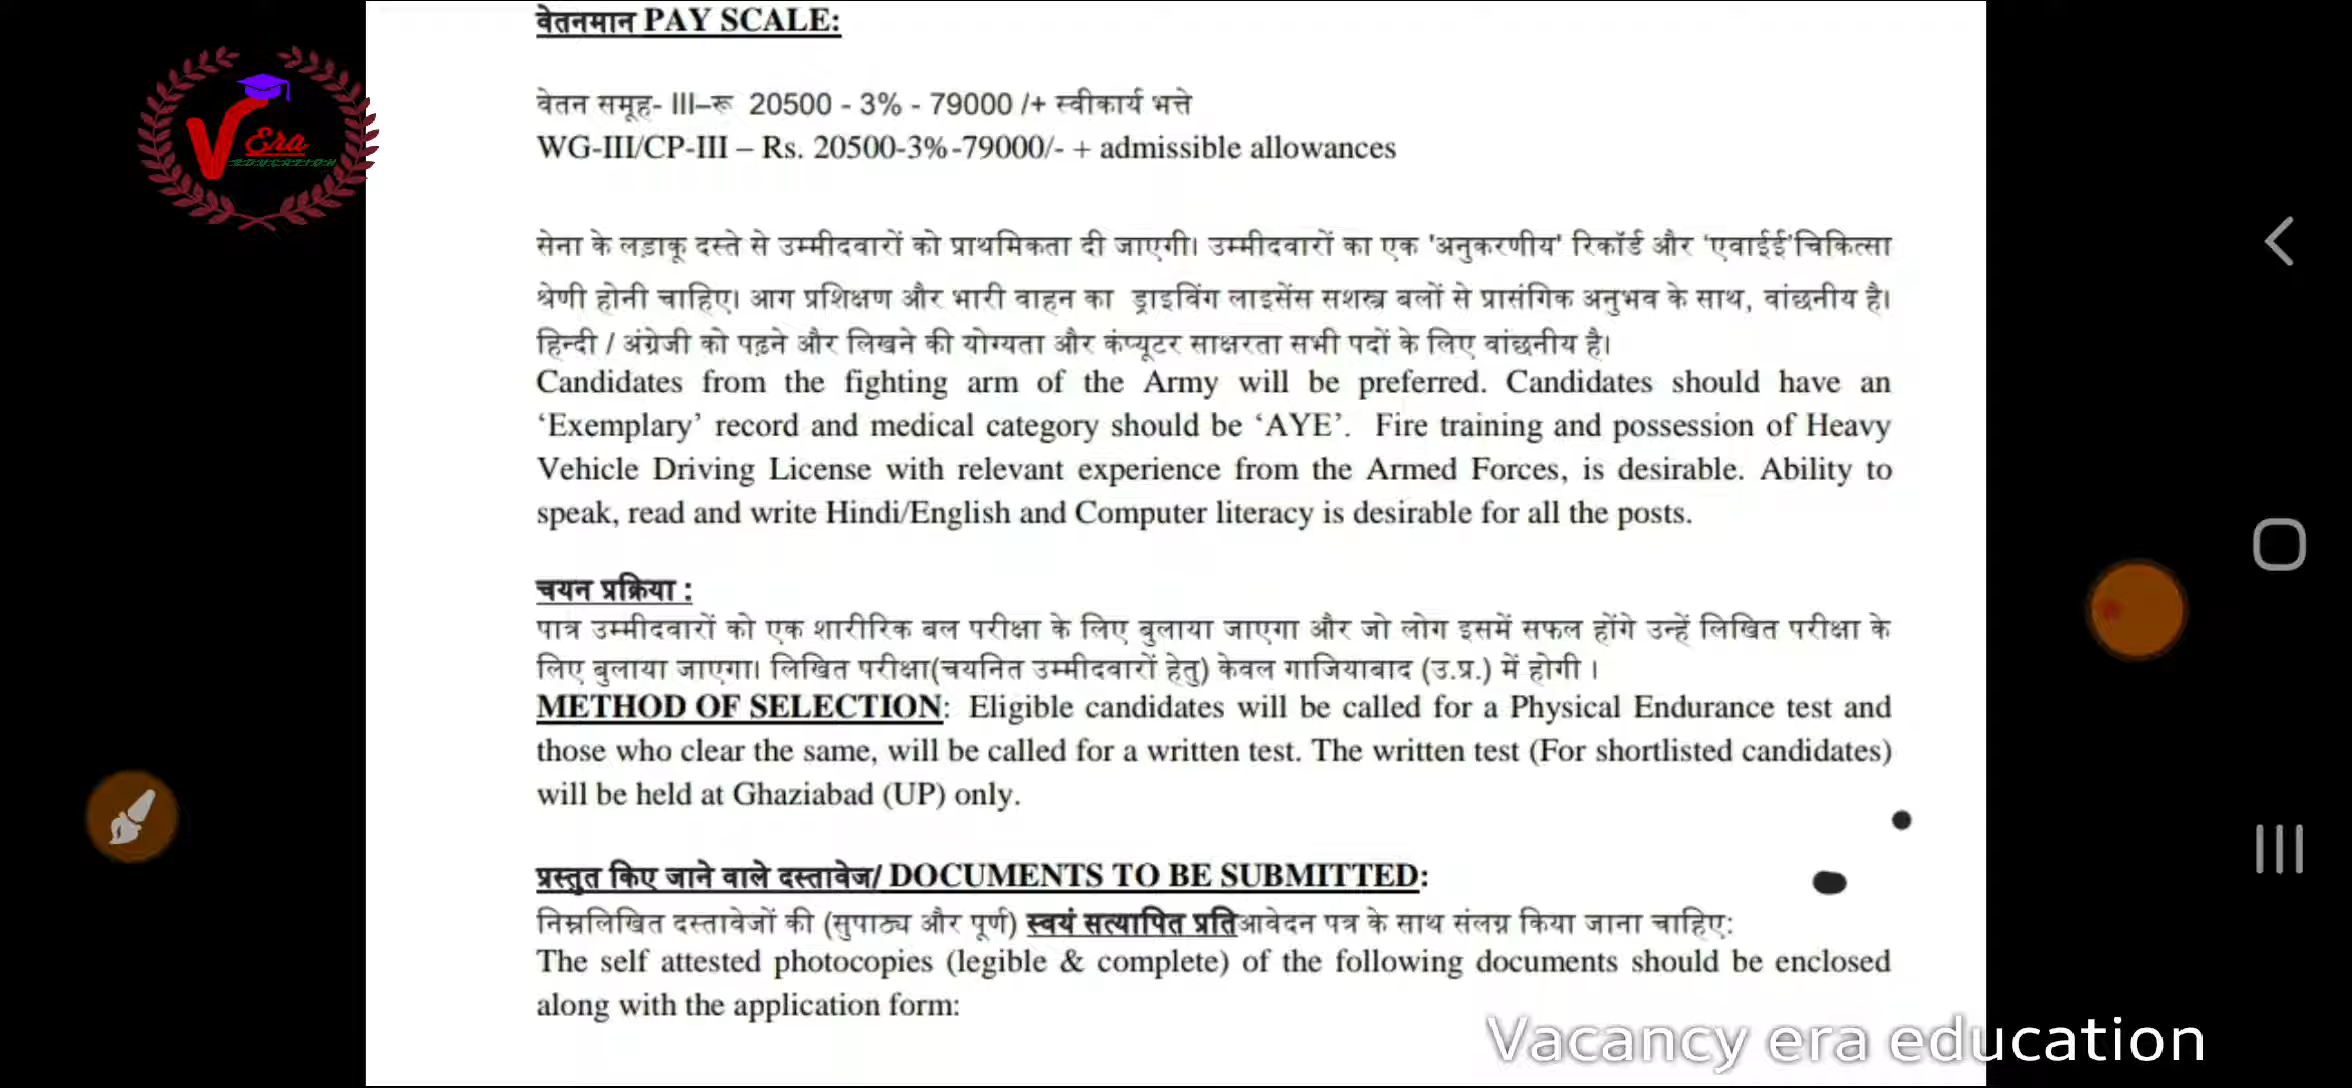 वेतनमान PAY SCALE:
वेतन समूह- III–रू 20500 - 3% - 79000 /+ स्वीकार्य भत्ते
WG-III/CP-III – Rs. 20500-3%-79000/- + admissible allowances
Era
EDUCATION
सेना के लड़ाकू दस्ते से उम्मीदवारों को प्राथमिकता दी जाएगी। उम्मीदवारों का एक 'अनुकरणीय' रिकॉर्ड और 'एवाईई'चिकित्सा
श्रेणी होनी चाहिए। आग प्रशिक्षण और भारी वाहन का ड्राइविंग लाइसेंस सशस्त्र बलों से प्रासंगिक अनुभव के साथ, वांछनीय है।
हिन्दी / अंग्रेजी को पढ़ने और लिखने की योग्यता और कंप्यूटर साक्षरता सभी पदों के लिए वांछनीय है।
Candidates from the fighting arm of the Army will be preferred. Candidates should have an
‘Exemplary’ record and medical category should be ‘AYE’. Fire training and possession of Heavy
Vehicle Driving License with relevant experience from the Armed Forces, is desirable. Ability to
speak, read and write Hindi/English and Computer literacy is desirable for all the posts.
चयन प्रक्रिया :
पात्र उम्मीदवारों को एक शारीरिक बल परीक्षा के लिए बुलाया जाएगा और जो लोग इसमें सफल होंगे उन्हें लिखित परीक्षा के
लिए बुलाया जाएगा। लिखित परीक्षा(चयनित उम्मीदवारों हेतु) केवल गाजियाबाद (उ.प्र.) में होगी ।
METHOD OF SELECTION: Eligible candidates will be called for a Physical Endurance test and
those who clear the same, will be called for a written test. The written test (For shortlisted candidates)
will be held at Ghaziabad (UP) only.
प्रस्तुत किए जाने वाले दस्तावेज/ DOCUMENTS TO BE SUBMITTED:
निम्नलिखित दस्तावेजों की (सुपाठ्य और पूर्ण) स्वयं सत्यापित प्रतिआवेदन पत्र के साथ संलग्न किया जाना चाहिए:
The self attested photocopies (legible & complete) of the following documents should be enclosed
along with the application form:
Vacancy era education